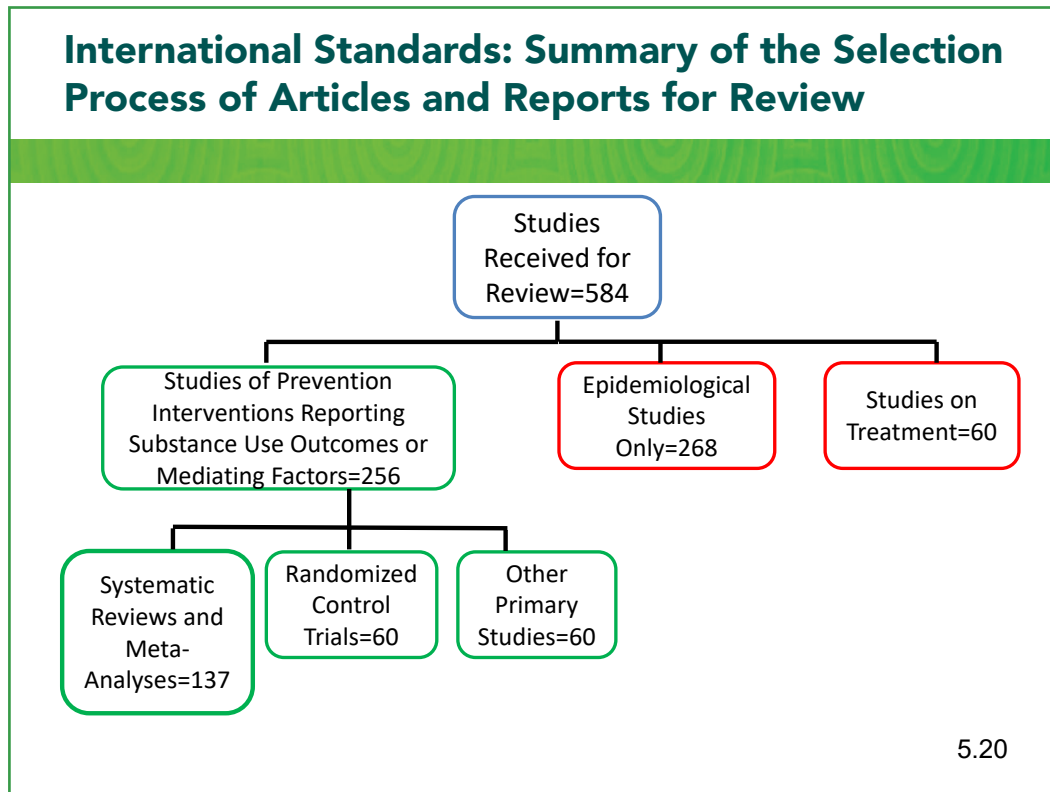 International Standards: Summary of the Selection
Process of Articles and Reports for Review
Studies
Received for
Review=584
Studies of Prevention
Interventions Reporting
Substance Use Outcomes or
Mediating Factors=256
Epidemiological
Studies
Only=268
Studies on
Treatment=60
Systematic
Reviews and
Meta-
Analyses=137
Randomized
Control
Trials=60
Other
Primary
Studies=60
5.20